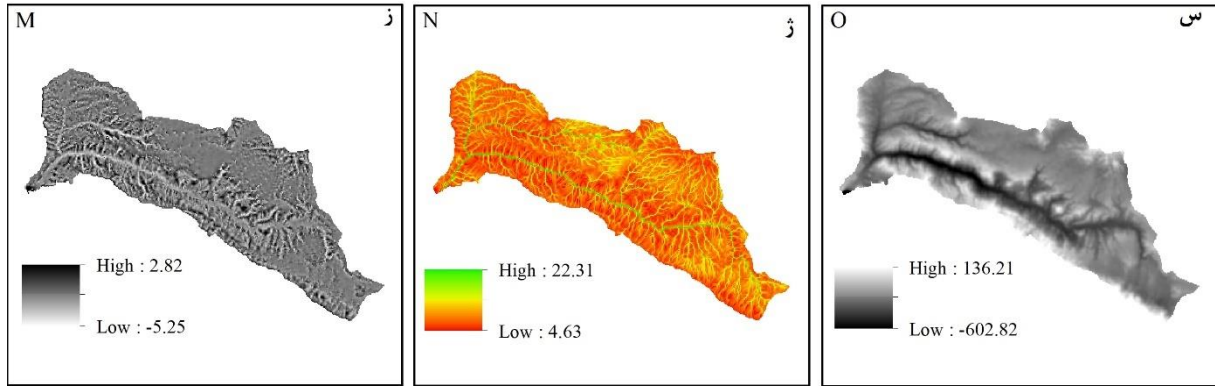 M ز
High : 2.82
Low : -5.25
N ژ
High : 22.31
Low : 4.63
O س
High : 136.21
Low : -602.82